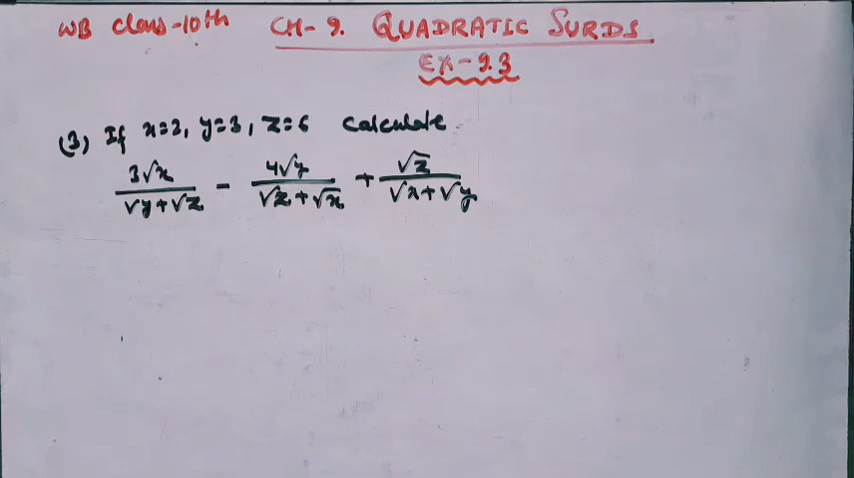 WB Class-10th CH-9. QUADRATIC SURDS
EX-9.3
(3) If x=2, y=3, z=6 Calculate
3√x/√y+√z - 4√y/√z+√x + √z/√x+√y